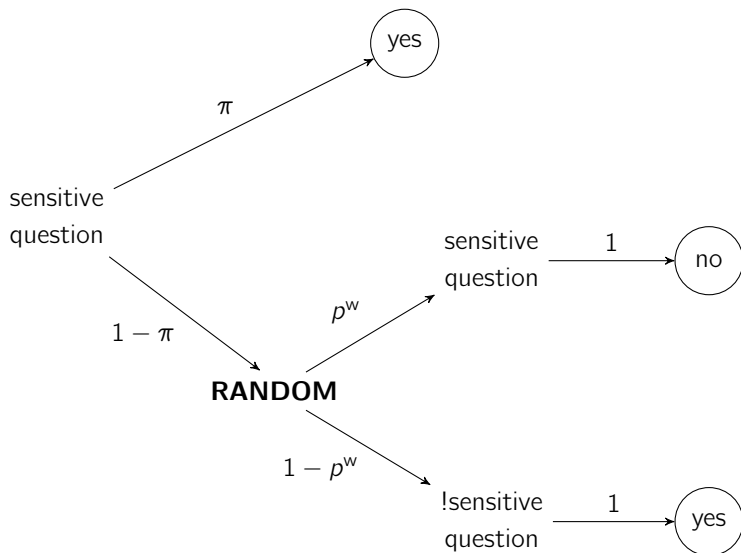 yes
π
sensitive
question
1 − π
RANDOM
p^w
sensitive
question
1
no
1 − p^w
!sensitive
question
1
yes